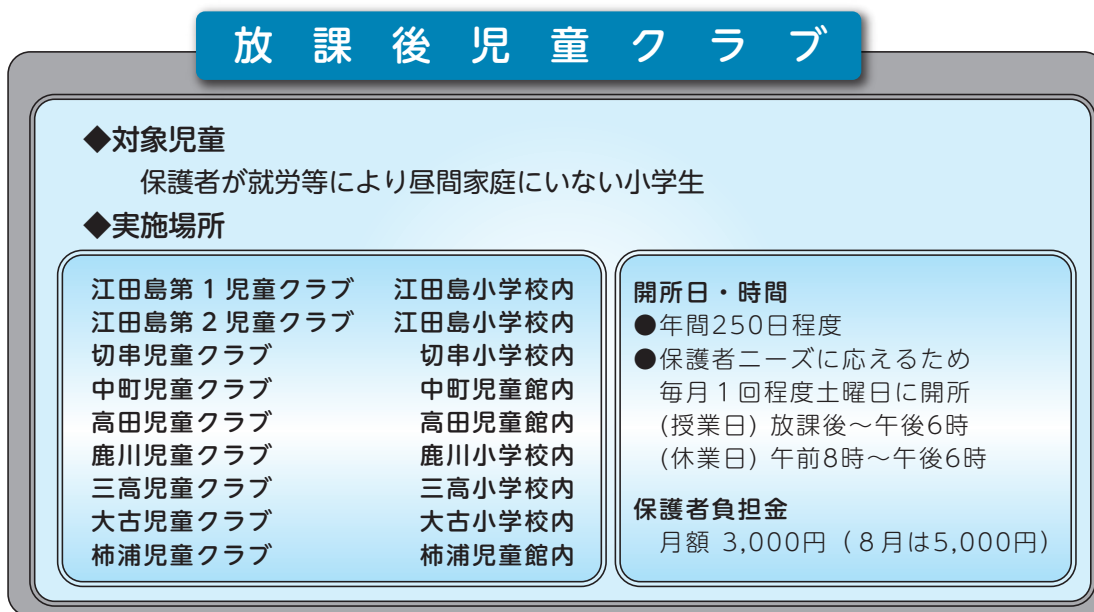 放課後児童クラブ
◆対象児童
保護者が就労等により昼間家庭にいない小学生
◆実施場所
江田島第1児童クラブ 江田島小学校内
江田島第2児童クラブ 江田島小学校内
切串児童クラブ 切串小学校内
中町児童クラブ 中町児童館内
高田児童クラブ 高田児童館内
鹿川児童クラブ 鹿川小学校内
三高児童クラブ 三高小学校内
大古児童クラブ 大古小学校内
柿浦児童クラブ 柿浦児童館内
開所日・時間
●年間250日程度
●保護者ニーズに応えるため
毎月1回程度土曜日に開所
(授業日) 放課後～午後6時
(休業日) 午前8時～午後6時
保護者負担金
月額 3,000円（8月は5,000円）